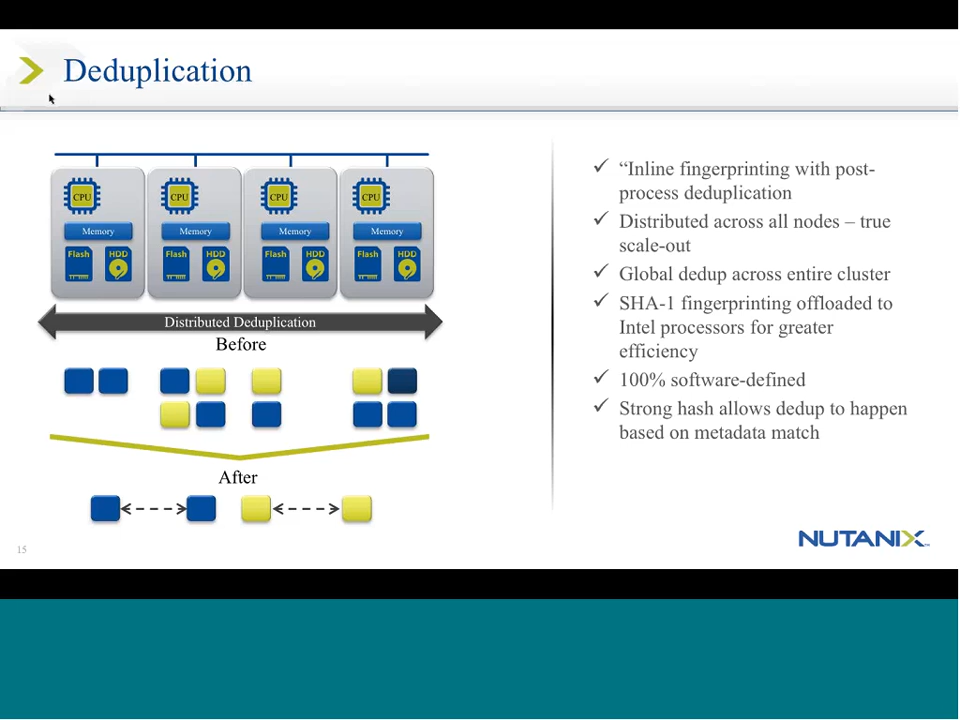 Deduplication
CPU CPU CPU CPU
Memory Memory Memory Memory
Flash HDD Flash HDD Flash HDD Flash HDD
Distributed Deduplication
Before
After
“Inline fingerprinting with post-
process deduplication
Distributed across all nodes – true
scale-out
Global dedup across entire cluster
SHA-1 fingerprinting offloaded to
Intel processors for greater
efficiency
100% software-defined
Strong hash allows dedup to happen
based on metadata match
15
NUTANIX